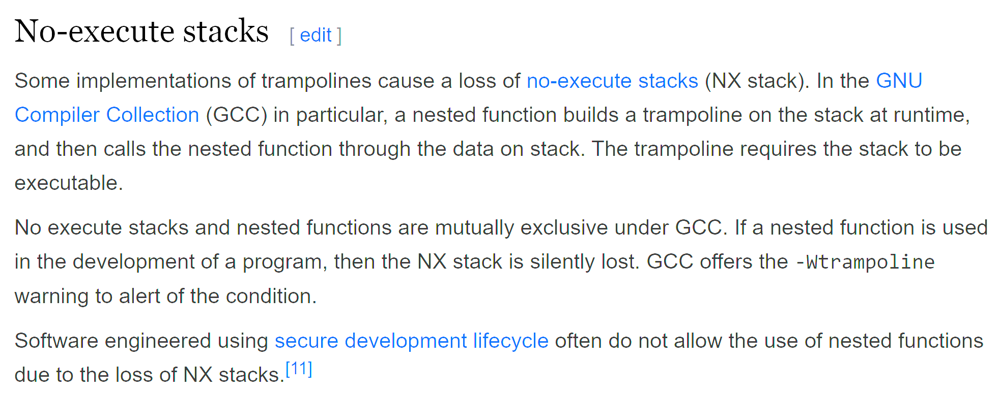 No-execute stacks [ edit ]
Some implementations of trampolines cause a loss of no-execute stacks (NX stack). In the GNU
Compiler Collection (GCC) in particular, a nested function builds a trampoline on the stack at runtime,
and then calls the nested function through the data on stack. The trampoline requires the stack to be
executable.
No execute stacks and nested functions are mutually exclusive under GCC. If a nested function is used
in the development of a program, then the NX stack is silently lost. GCC offers the -Wtrampoline
warning to alert of the condition.
Software engineered using secure development lifecycle often do not allow the use of nested functions
due to the loss of NX stacks.[11]